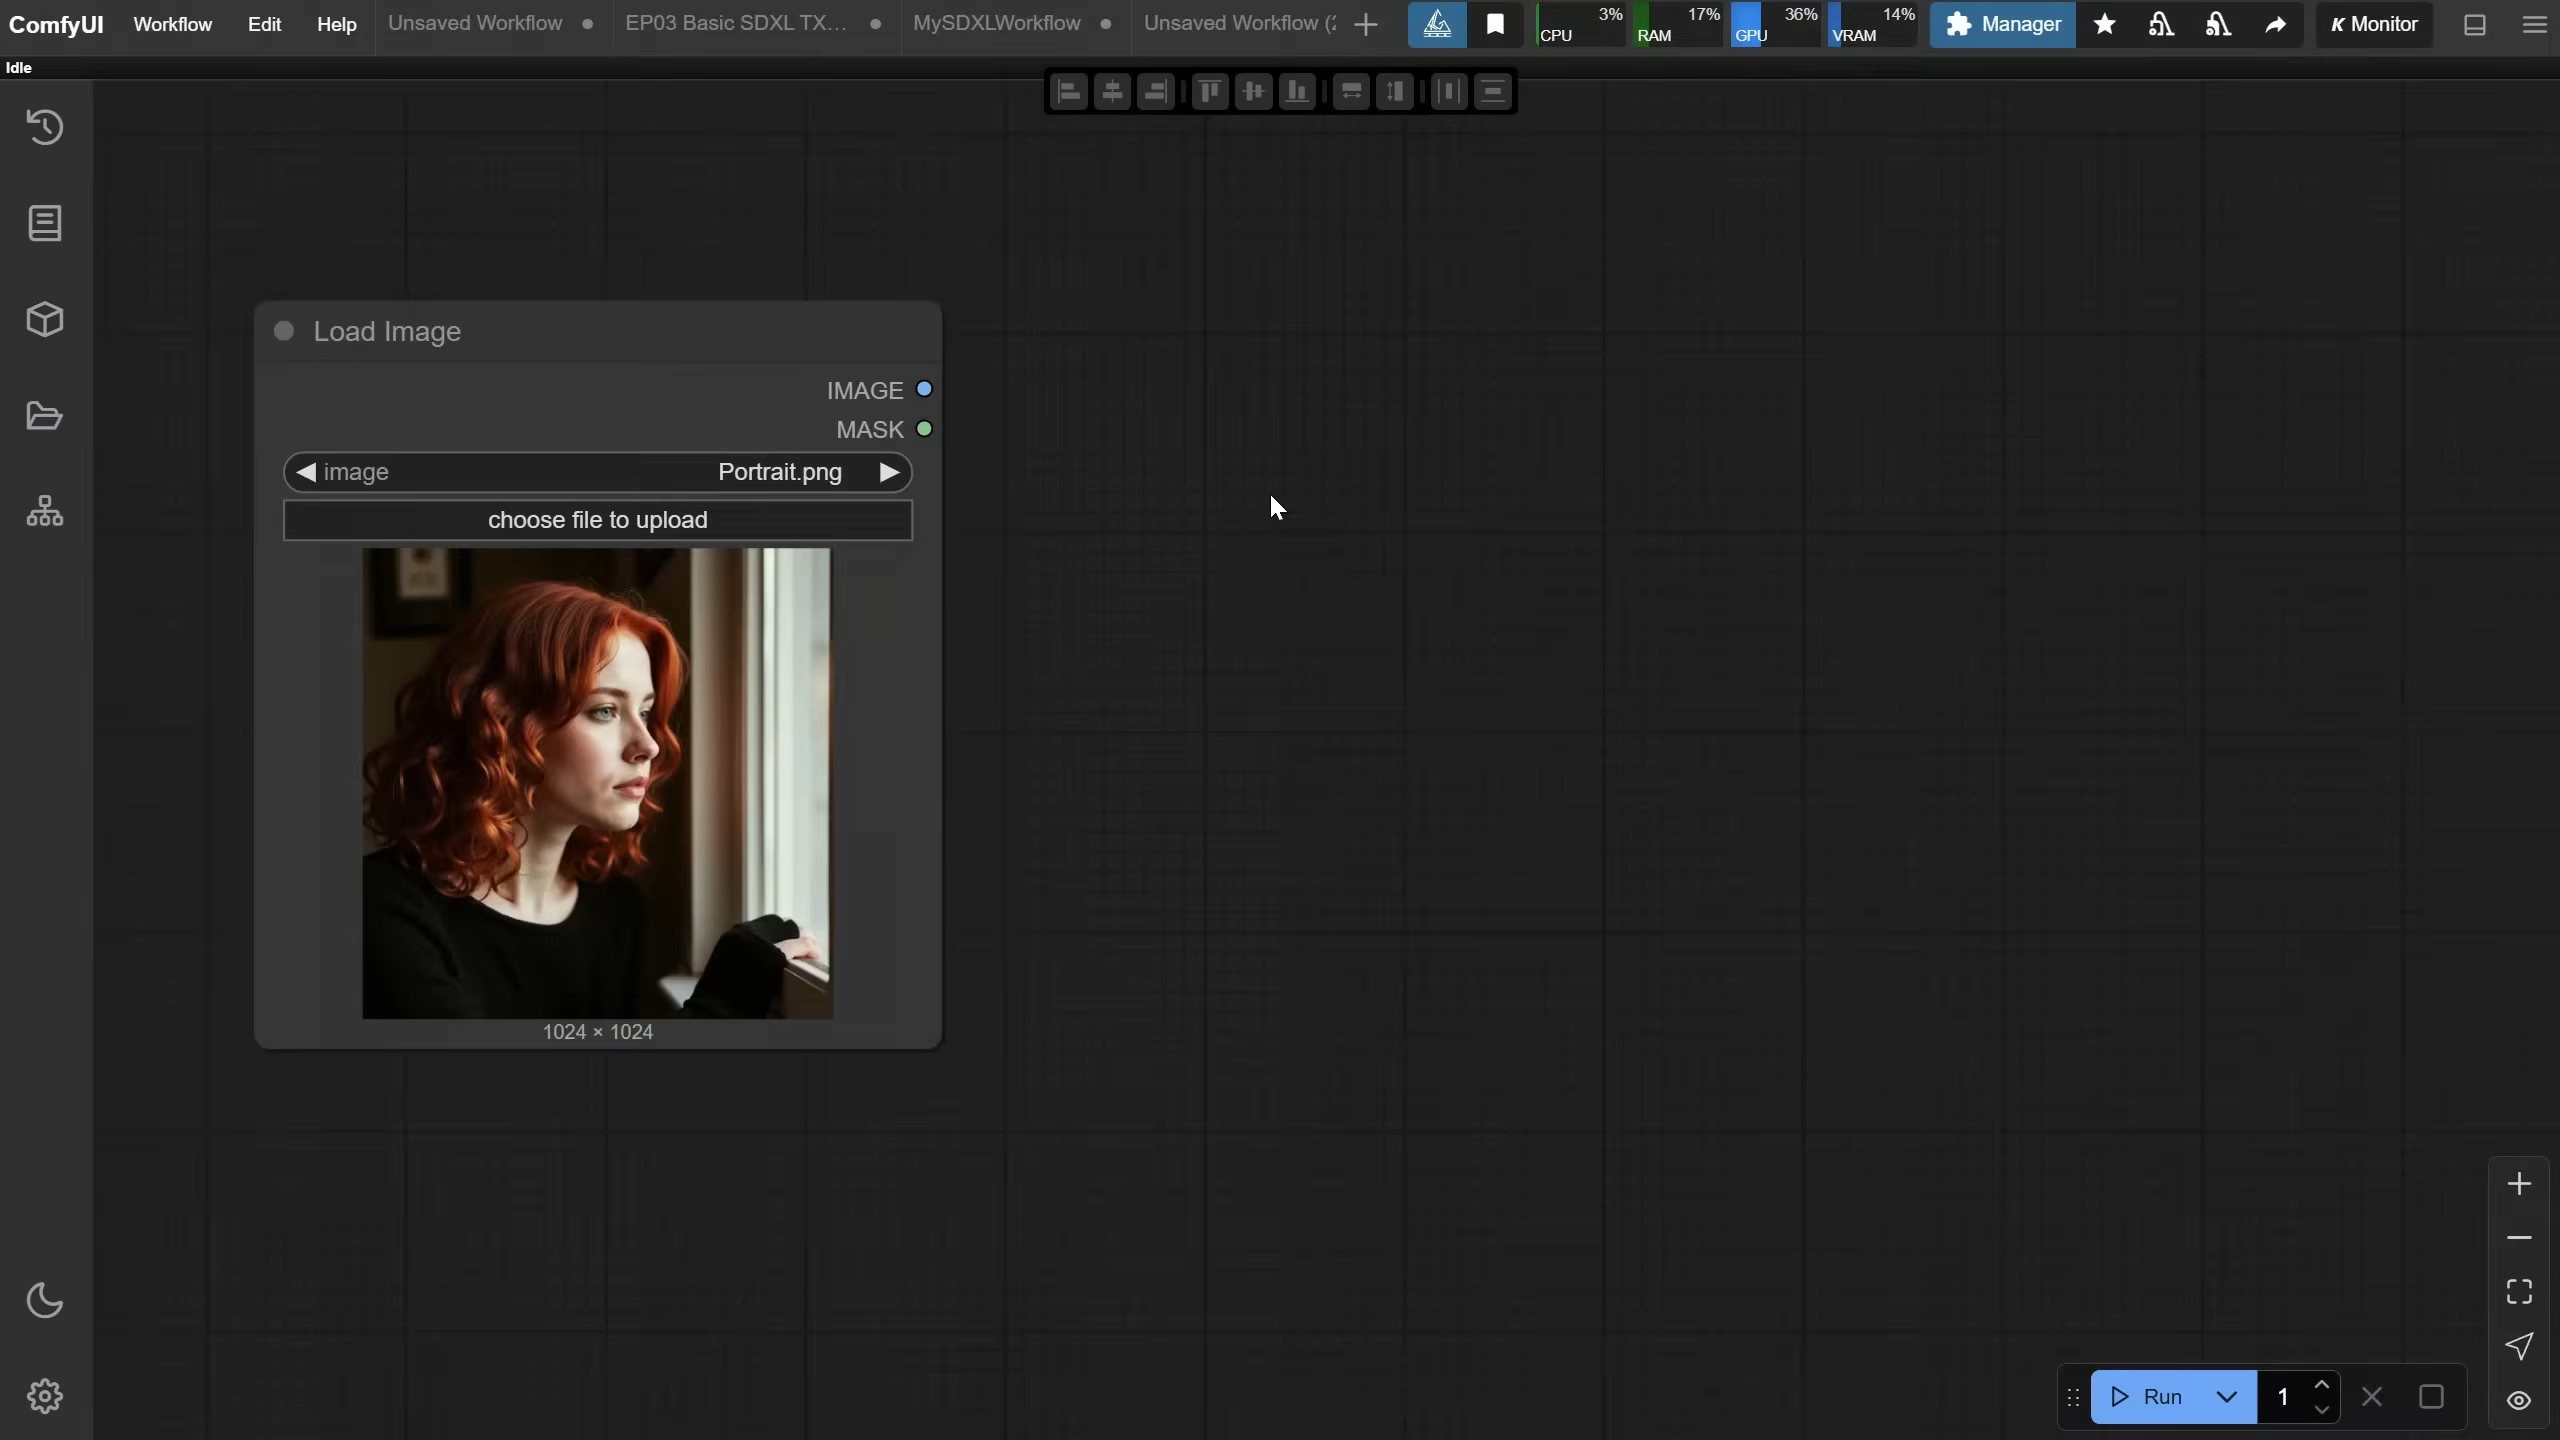 ComfyUI Workflow Edit Help Unsaved Workflow EP03 Basic SDXL TX... MySDXLWorkflow Unsaved Workflow (2 CPU 3% RAM 17% GPU 36% VRAM 14% Manager K Monitor
Idle
Load Image
IMAGE
MASK
image Portrait.png
choose file to upload
1024 × 1024
Run 1